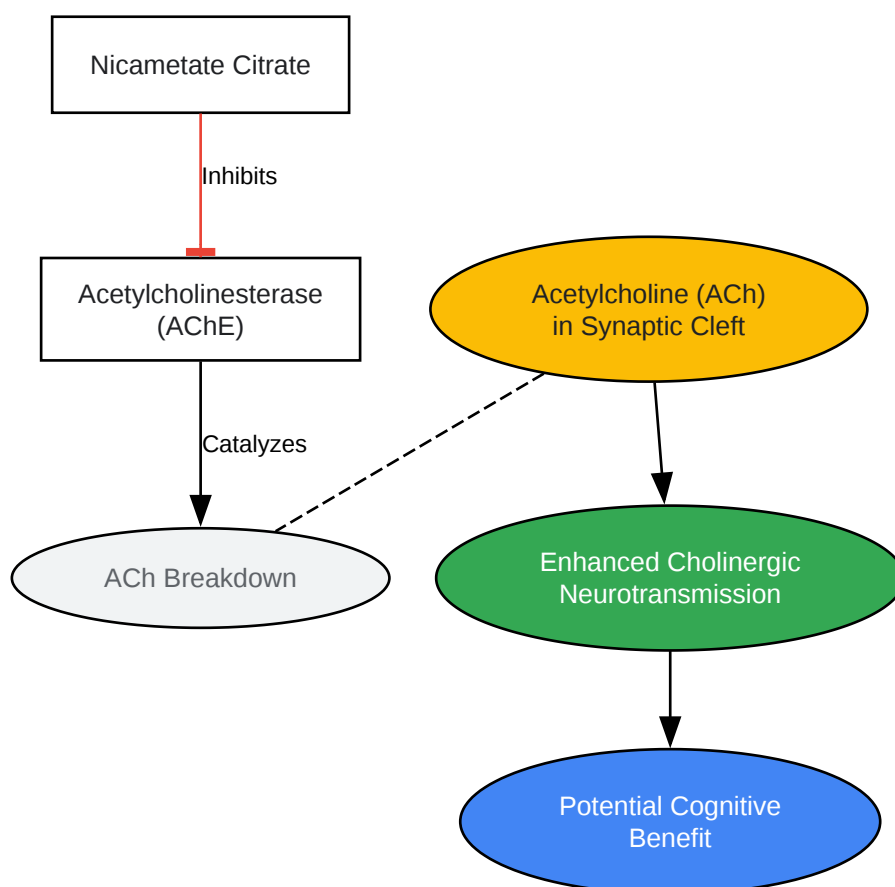 Nicametate Citrate
Inhibits
Acetylcholinesterase
(AChE)
Acetylcholine (ACh)
in Synaptic Cleft
Catalyzes
ACh Breakdown
Enhanced Cholinergic
Neurotransmission
Potential Cognitive
Benefit